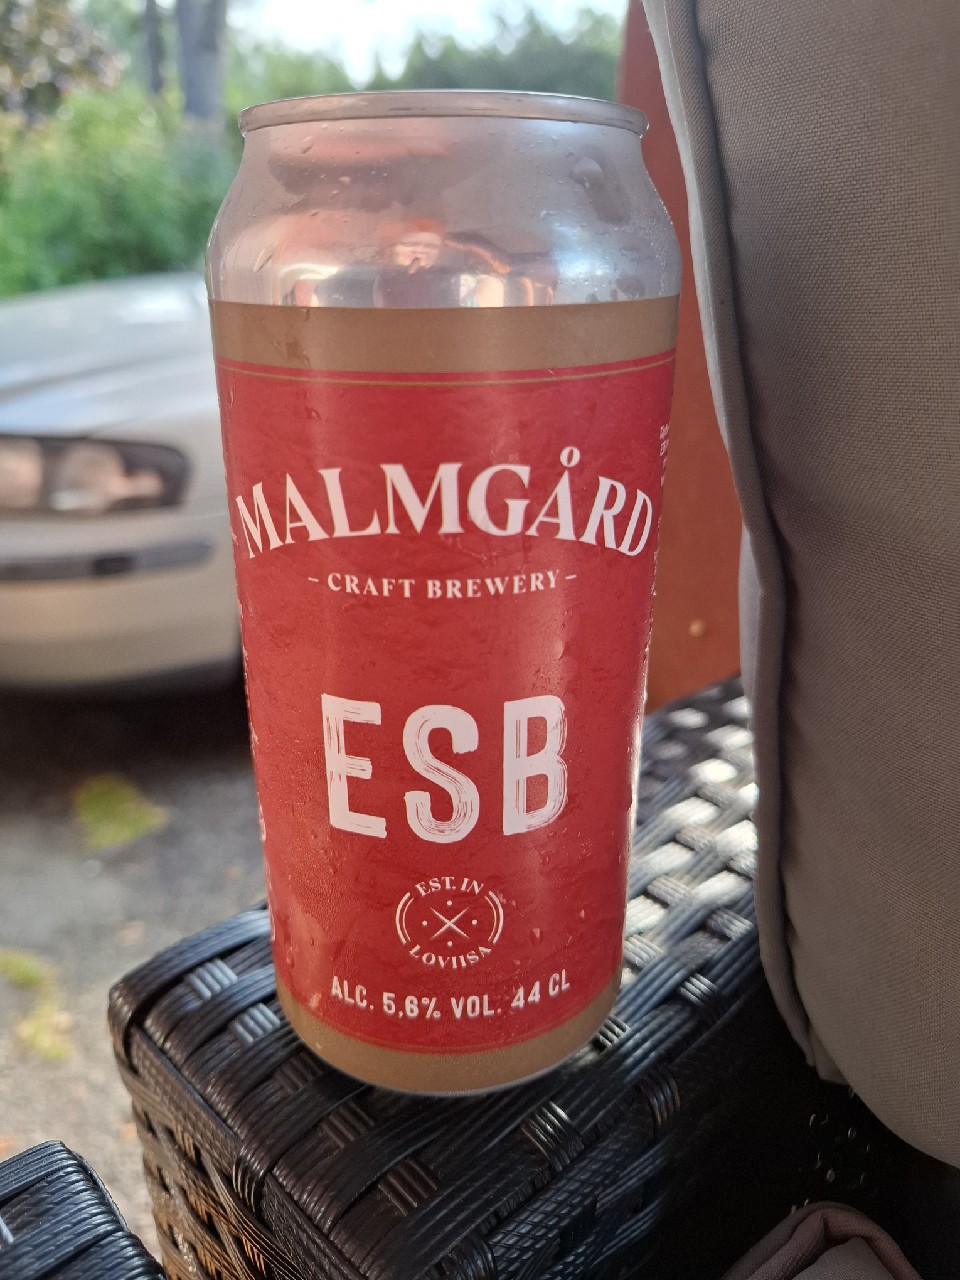 MALMGÅRD
- CRAFT BREWERY -
ESB
EST. IN
LOVIISA
ALC. 5,6% VOL. 44 CL